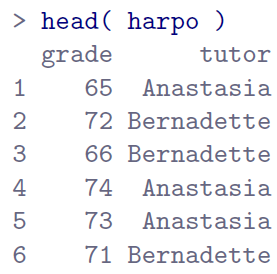 > head( harpo )
  grade      tutor
1    65  Anastasia
2    72 Bernadette
3    66 Bernadette
4    74  Anastasia
5    73  Anastasia
6    71 Bernadette